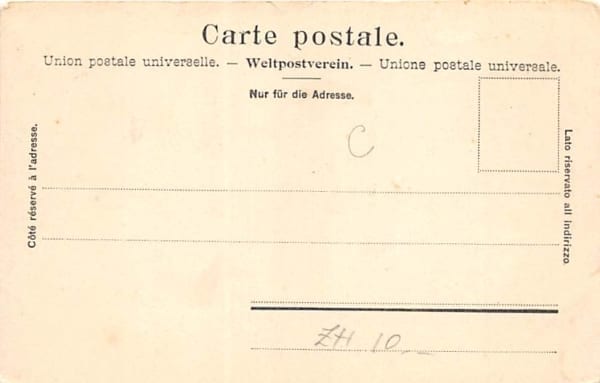 Carte postale.
Union postale universelle. — Weltpostverein. — Unione postale universale.
Nur für die Adresse.
C
Côté réservé à l'adresse.
Lato riservato all indirizzo
ZH 10.—